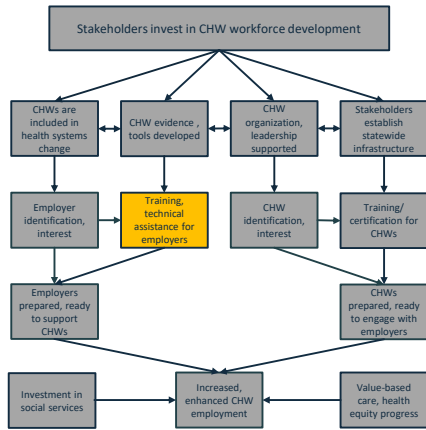 Stakeholders invest in CHW workforce development
CHWs are
included in
health systems
change
CHW evidence ,
tools developed
CHW
organization,
leadership
supported
Stakeholders
establish
statewide
infrastructure
Employer
identification,
interest
Training,
technical
assistance for
employers
CHW
identification,
interest
Training/
certification for
CHWs
Employers
prepared, ready
to support
CHWs
CHWs
prepared, ready
to engage with
employers
Investment in
social services
Increased,
enhanced CHW
employment
Value-based
care, health
equity progress